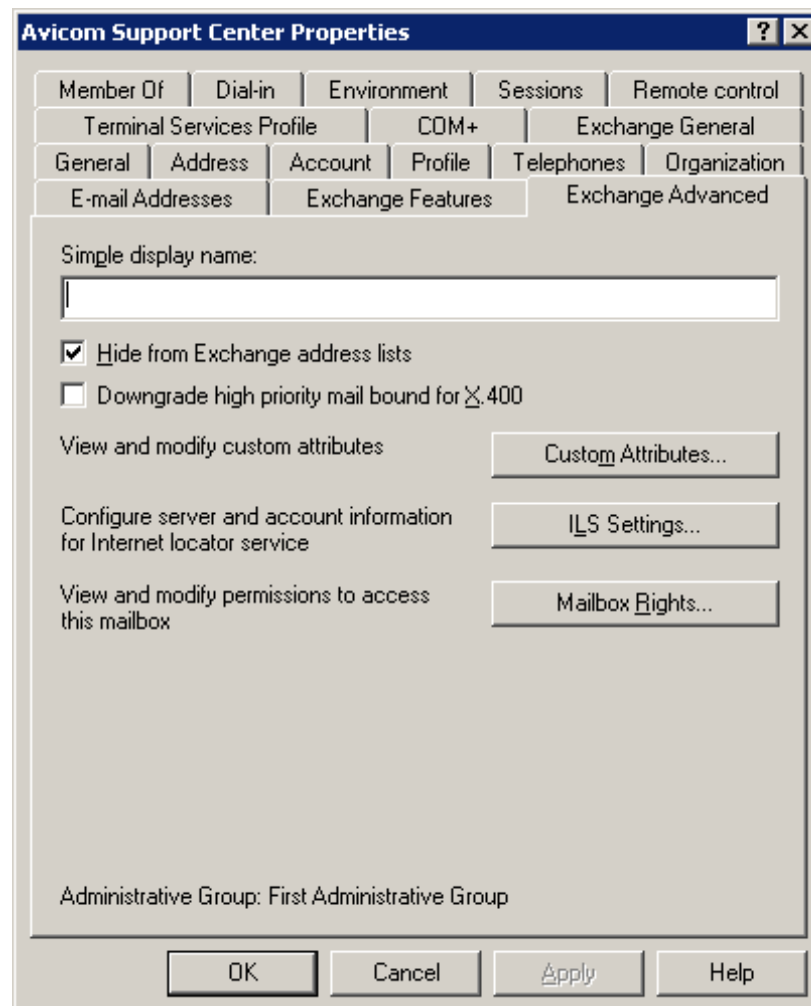 Avicom Support Center Properties
Member Of Dial-in Environment Sessions Remote control
Terminal Services Profile COM+ Exchange General
General Address Account Profile Telephones Organization
E-mail Addresses Exchange Features Exchange Advanced
Simple display name:
Hide from Exchange address lists
Downgrade high priority mail bound for X.400
View and modify custom attributes Custom Attributes...
Configure server and account information
for Internet locator service
ILS Settings...
View and modify permissions to access
this mailbox
Mailbox Rights...
Administrative Group: First Administrative Group
OK Cancel Apply Help